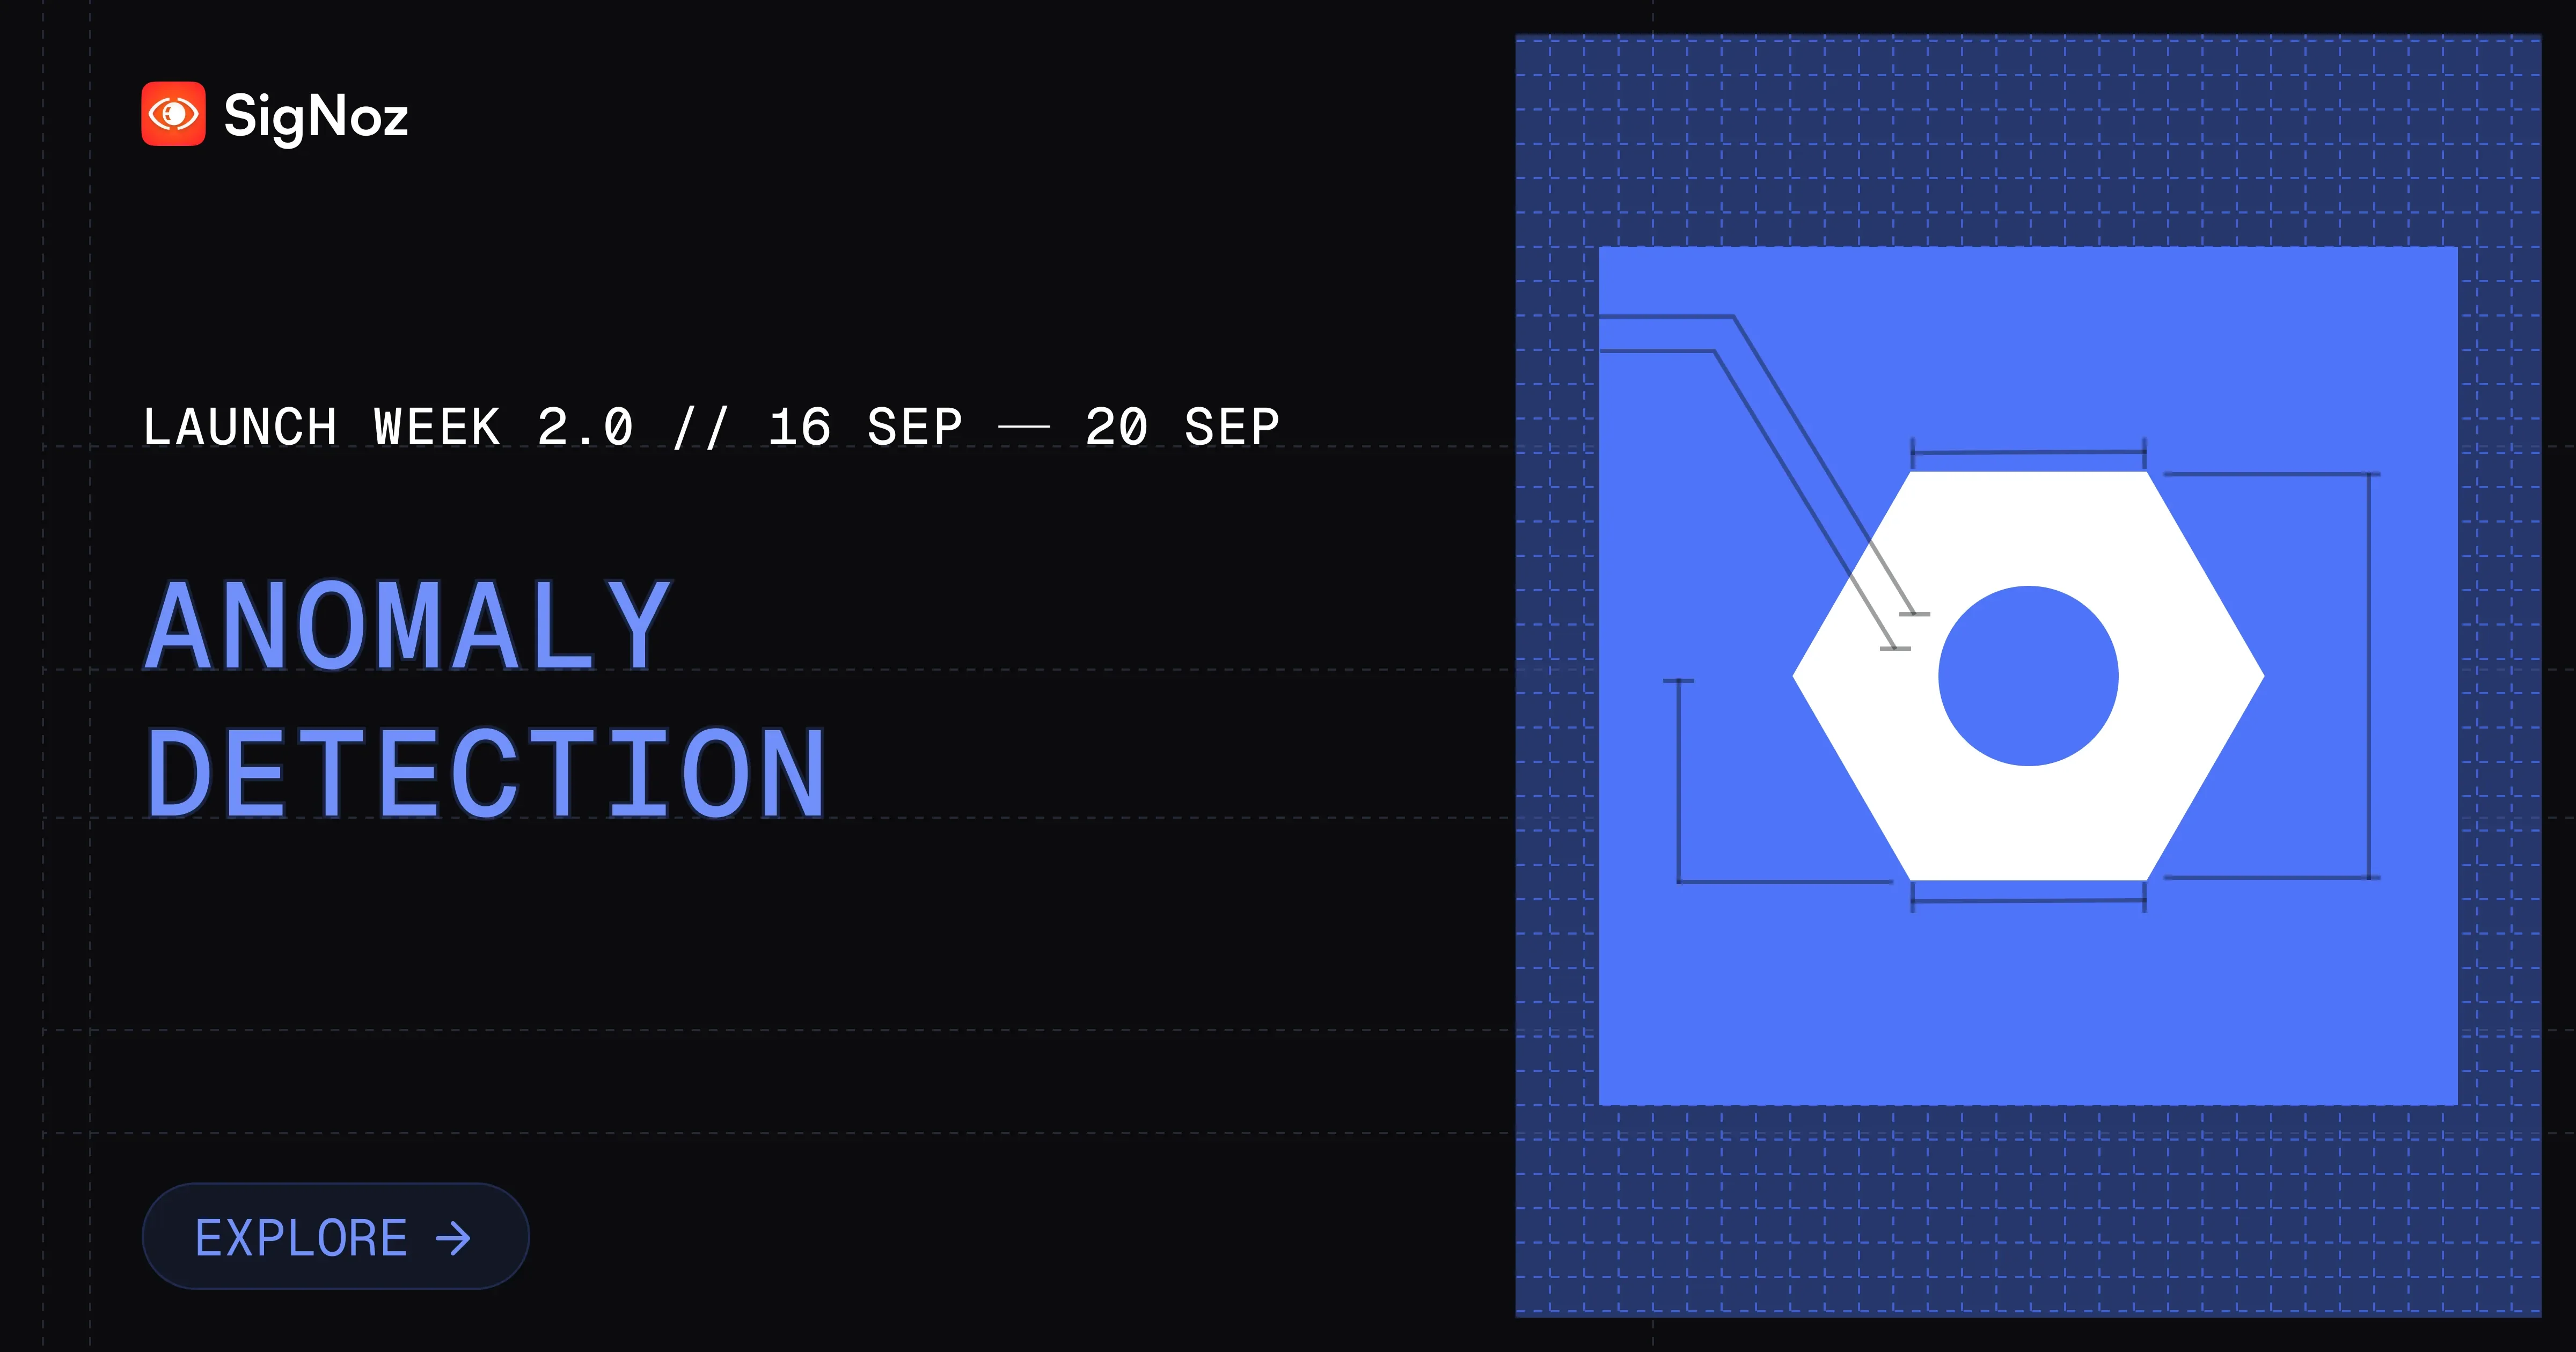 SigNoz
LAUNCH WEEK 2.0 // 16 SEP — 20 SEP
ANOMALY
DETECTION
EXPLORE →